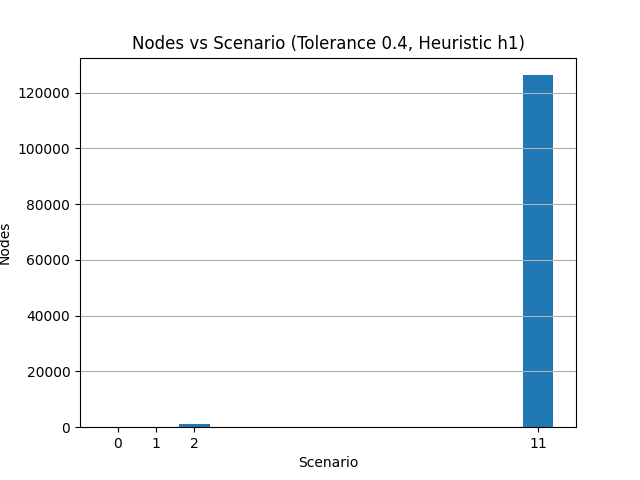 Nodes vs Scenario (Tolerance 0.4, Heuristic h1)
120000
100000
80000
60000
40000
20000
0
Nodes
0 1 2 11
Scenario